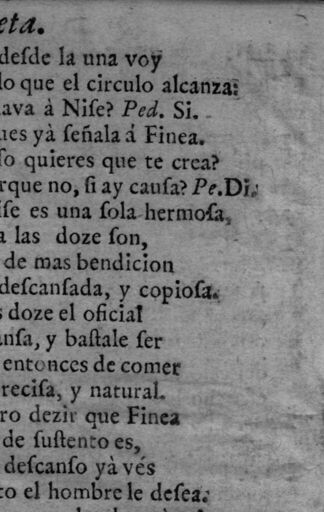 eta.
desde la una voy
lo que el circulo alcanza:
ava à Nise? Ped. Si.
ues yà señala á Finea.
so quieres que te crea?
rque no, si ay causa? Pe.Di.
ise es una sola hermosa,
a las doze son,
de mas bendicion
descansada, y copiosa.
s doze el oficial
ansa, y bastale ser
entonces de comer
recisa, y natural.
ro dezir que Finea
de sustento es,
descanso yà vés
to el hombre le desea.